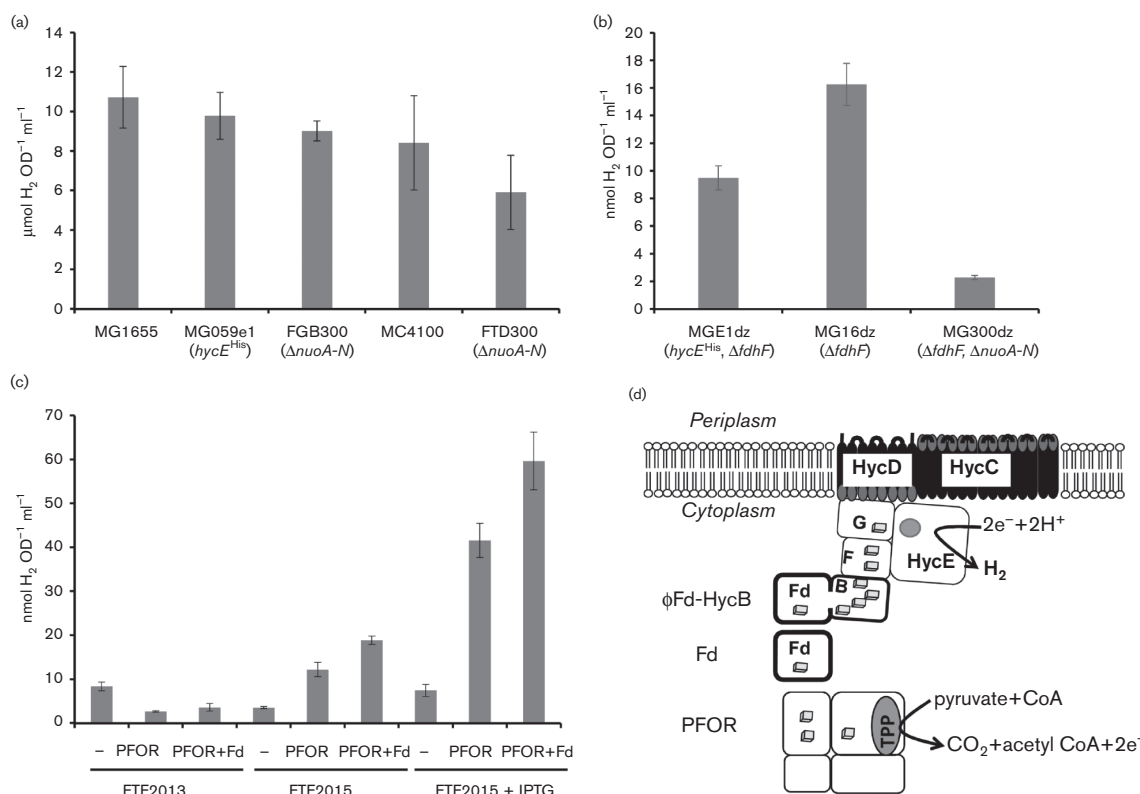 (a)
14
12
10
8
6
4
2
0
µmol H₂ OD⁻¹ ml⁻¹
MG1655
MG059e1
(hycEᴴⁱˢ)
FGB300
(ΔnuoA-N)
MC4100
FTD300
(ΔnuoA-N)
(b)
20
18
16
14
12
10
8
6
4
2
0
nmol H₂ OD⁻¹ ml⁻¹
MGE1dz
(hycEᴴⁱˢ, ΔfdhF)
MG16dz
(ΔfdhF)
MG300dz
(ΔfdhF, ΔnuoA-N)
(c)
70
60
50
40
30
20
10
0
nmol H₂ OD⁻¹ ml⁻¹
– PFOR PFOR+Fd – PFOR PFOR+Fd – PFOR PFOR+Fd
FTF2013 FTF2015 FTF2015 + IPTG
(d)
Periplasm
HycD HycC
Cytoplasm
G
2e⁻+2H⁺
F
HycE
H₂
B
Fd
ϕFd-HycB
Fd
Fd
PFOR
TPP
pyruvate+CoA
CO₂+acetyl CoA+2e⁻